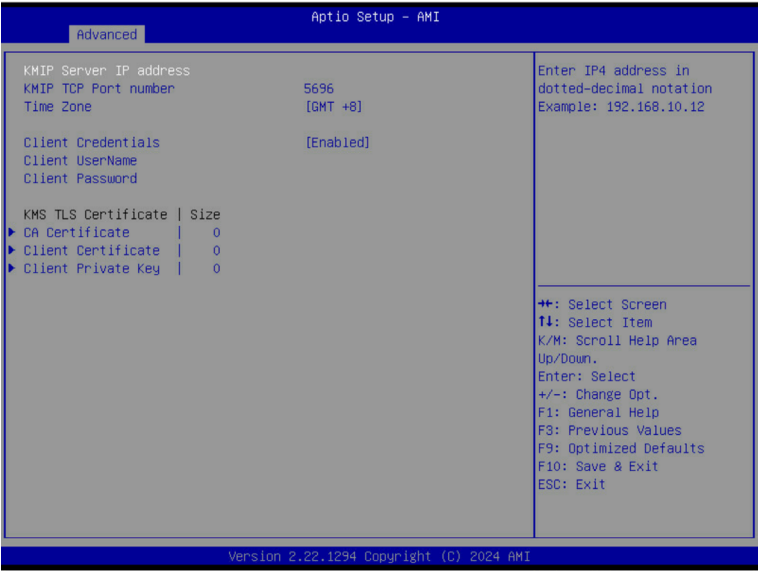 Aptio Setup - AMI
Advanced
KMIP Server IP address
KMIP TCP Port number 5696
Time Zone [GMT +8]
Client Credentials [Enabled]
Client UserName
Client Password
KMS TLS Certificate | Size
CA Certificate | 0
Client Certificate | 0
Client Private Key | 0
Enter IP4 address in
dotted-decimal notation
Example: 192.168.10.12
→←: Select Screen
↑↓: Select Item
K/M: Scroll Help Area
Up/Down.
Enter: Select
+/-: Change Opt.
F1: General Help
F3: Previous Values
F9: Optimized Defaults
F10: Save & Exit
ESC: Exit
Version 2.22.1294 Copyright (C) 2024 AMI